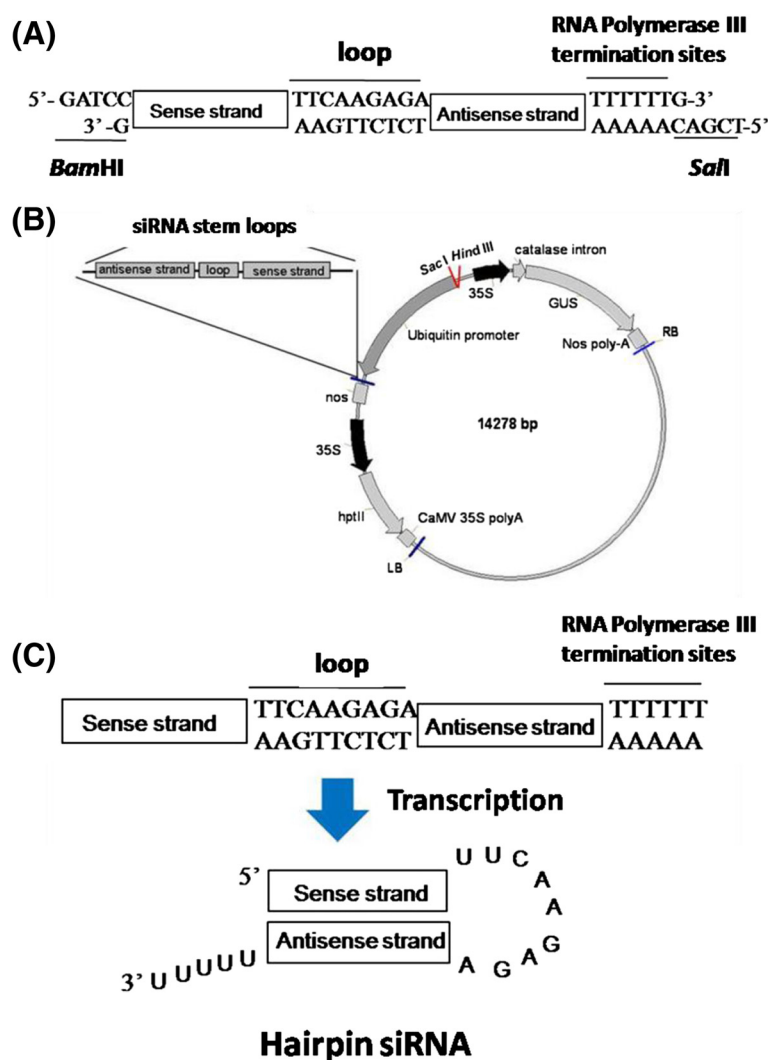 (A)
loop
RNA Polymerase III
termination sites
5’- GATCC Sense strand TTCAAGAGA Antisense strand TTTTTTG-3’
3’ -G AAGTTCTCT AAAAACAGCT-5’
BamHI
SalI
(B)
siRNA stem loops
antisense strand loop sense strand
SacI Hind III
35S
catalase intron
GUS
Nos poly-A
RB
Ubiquitin promoter
nos
14278 bp
35S
hptII
CaMV 35S polyA
LB
(C)
loop
RNA Polymerase III
termination sites
Sense strand TTCAAGAGA Antisense strand TTTTTT
AAGTTCTCT AAAAA
Transcription
5’ Sense strand U U C A A G A G A
Antisense strand
3’ U U U U U
Hairpin siRNA